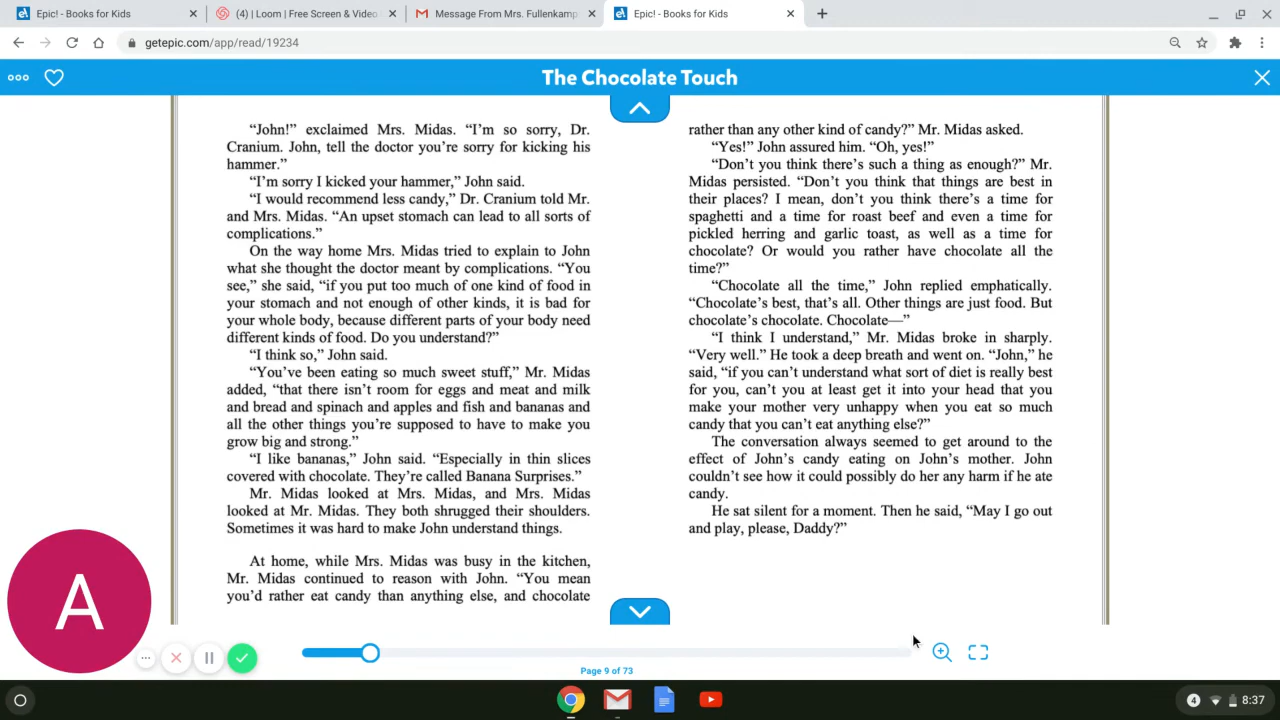 Epic! - Books for Kids
(4) | Loom | Free Screen & Video
Message From Mrs. Fullenkamp
Epic! - Books for Kids
getepic.com/app/read/19234
The Chocolate Touch
“John!” exclaimed Mrs. Midas. “I’m so sorry, Dr.
Cranium. John, tell the doctor you’re sorry for kicking his
hammer.”
“I’m sorry I kicked your hammer,” John said.
“I would recommend less candy,” Dr. Cranium told Mr.
and Mrs. Midas. “An upset stomach can lead to all sorts of
complications.”
On the way home Mrs. Midas tried to explain to John
what she thought the doctor meant by complications. “You
see,” she said, “if you put too much of one kind of food in
your stomach and not enough of other kinds, it is bad for
your whole body, because different parts of your body need
different kinds of food. Do you understand?”
“I think so,” John said.
“You’ve been eating so much sweet stuff,” Mr. Midas
added, “that there isn’t room for eggs and meat and milk
and bread and spinach and apples and fish and bananas and
all the other things you’re supposed to have to make you
grow big and strong.”
“I like bananas,” John said. “Especially in thin slices
covered with chocolate. They’re called Banana Surprises.”
Mr. Midas looked at Mrs. Midas, and Mrs. Midas
looked at Mr. Midas. They both shrugged their shoulders.
Sometimes it was hard to make John understand things.
At home, while Mrs. Midas was busy in the kitchen,
Mr. Midas continued to reason with John. “You mean
you’d rather eat candy than anything else, and chocolate
rather than any other kind of candy?” Mr. Midas asked.
“Yes!” John assured him. “Oh, yes!”
“Don’t you think there’s such a thing as enough?” Mr.
Midas persisted. “Don’t you think that things are best in
their places? I mean, don’t you think there’s a time for
spaghetti and a time for roast beef and even a time for
pickled herring and garlic toast, as well as a time for
chocolate? Or would you rather have chocolate all the
time?”
“Chocolate all the time,” John replied emphatically.
“Chocolate’s best, that’s all. Other things are just food. But
chocolate’s chocolate. Chocolate—”
“I think I understand,” Mr. Midas broke in sharply.
“Very well.” He took a deep breath and went on. “John,” he
said, “if you can’t understand what sort of diet is really best
for you, can’t you at least get it into your head that you
make your mother very unhappy when you eat so much
candy that you can’t eat anything else?”
The conversation always seemed to get around to the
effect of John’s candy eating on John’s mother. John
couldn’t see how it could possibly do her any harm if he ate
candy.
He sat silent for a moment. Then he said, “May I go out
and play, please, Daddy?”
A
Page 9 of 73
4
8:37